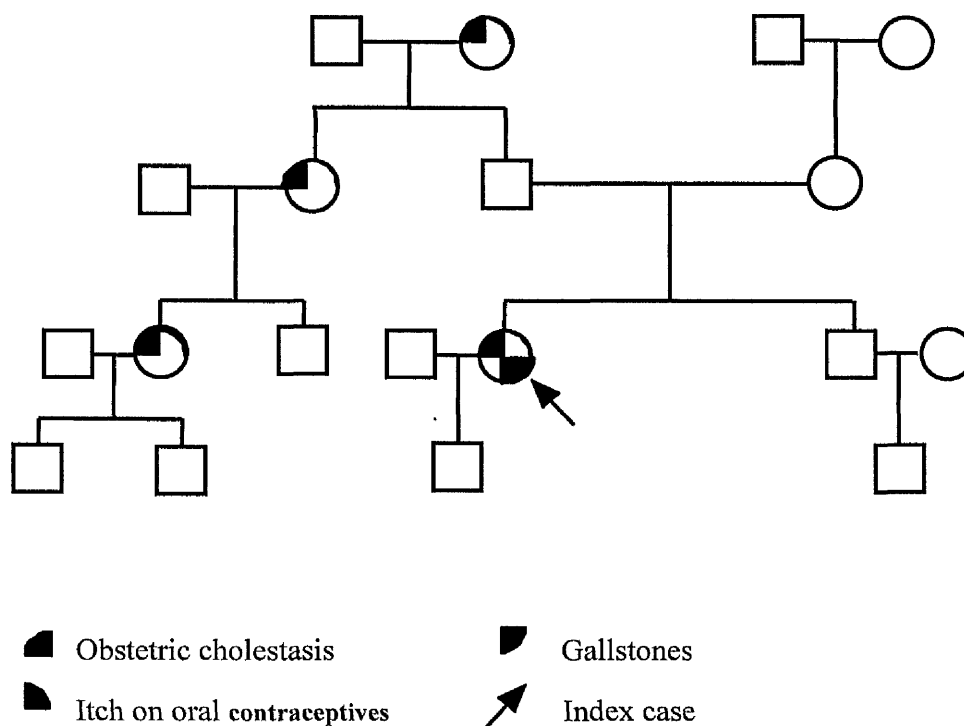 Obstetric cholestasis
Gallstones
Itch on oral contraceptives
Index case